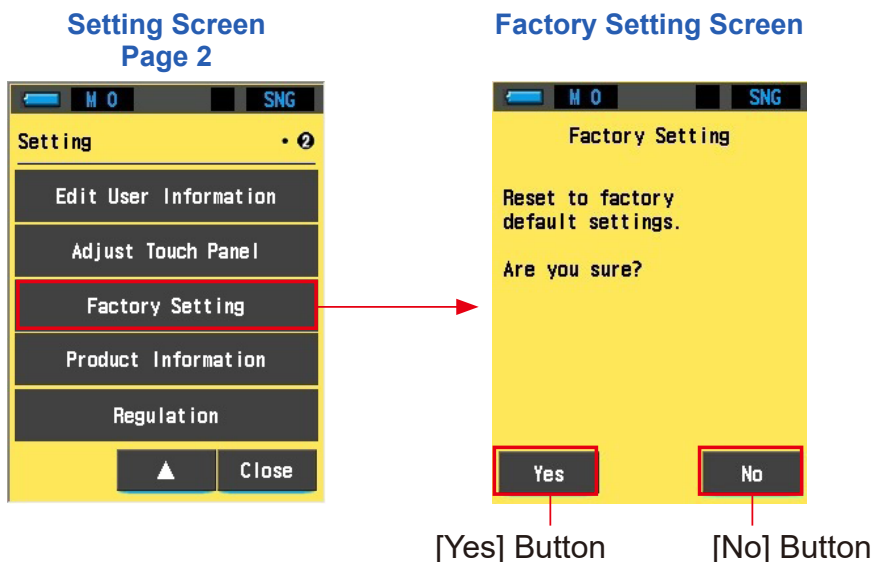 Setting Screen
Page 2
M 0 SNG
Setting • ❷
Edit User Information
Adjust Touch Panel
Factory Setting
Product Information
Regulation
▲ Close
Factory Setting Screen
M 0 SNG
Factory Setting
Reset to factory
default settings.
Are you sure?
Yes No
[Yes] Button [No] Button